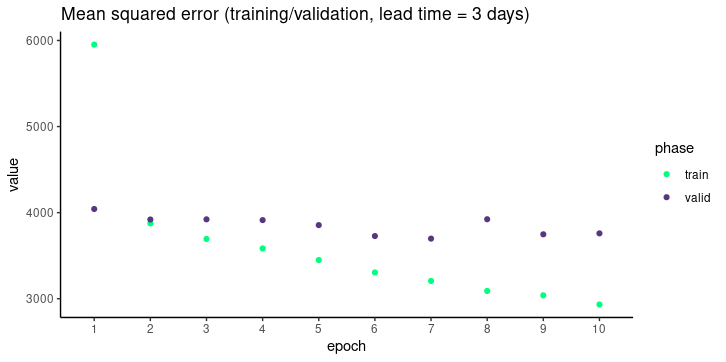 Mean squared error (training/validation, lead time = 3 days)
6000
5000
4000
3000
value
1 2 3 4 5 6 7 8 9 10
epoch
phase
train
valid